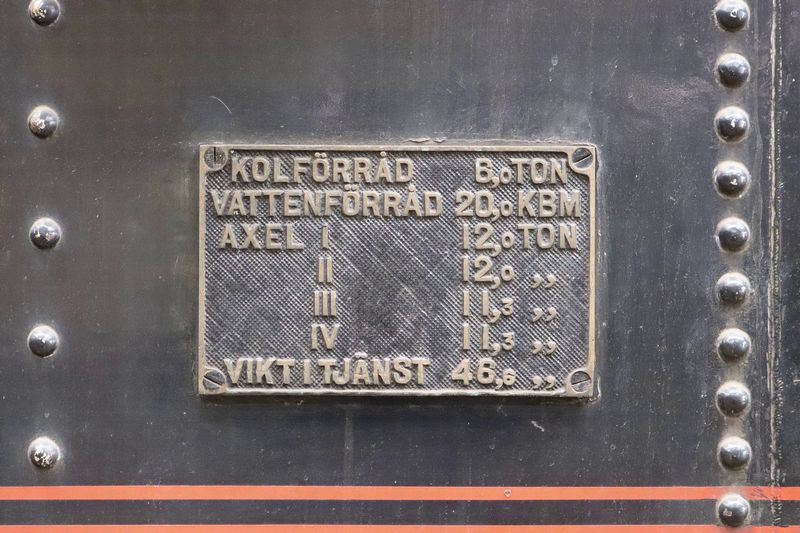 KOLFÖRRÅD 6,0 TON
VATTENFÖRRÅD 20,0 KBM
AXEL I 12,0 TON
II 12,0 ,,
III 11,3 ,,
IV 11,3 ,,
VIKT I TJÄNST 46,6 ,,